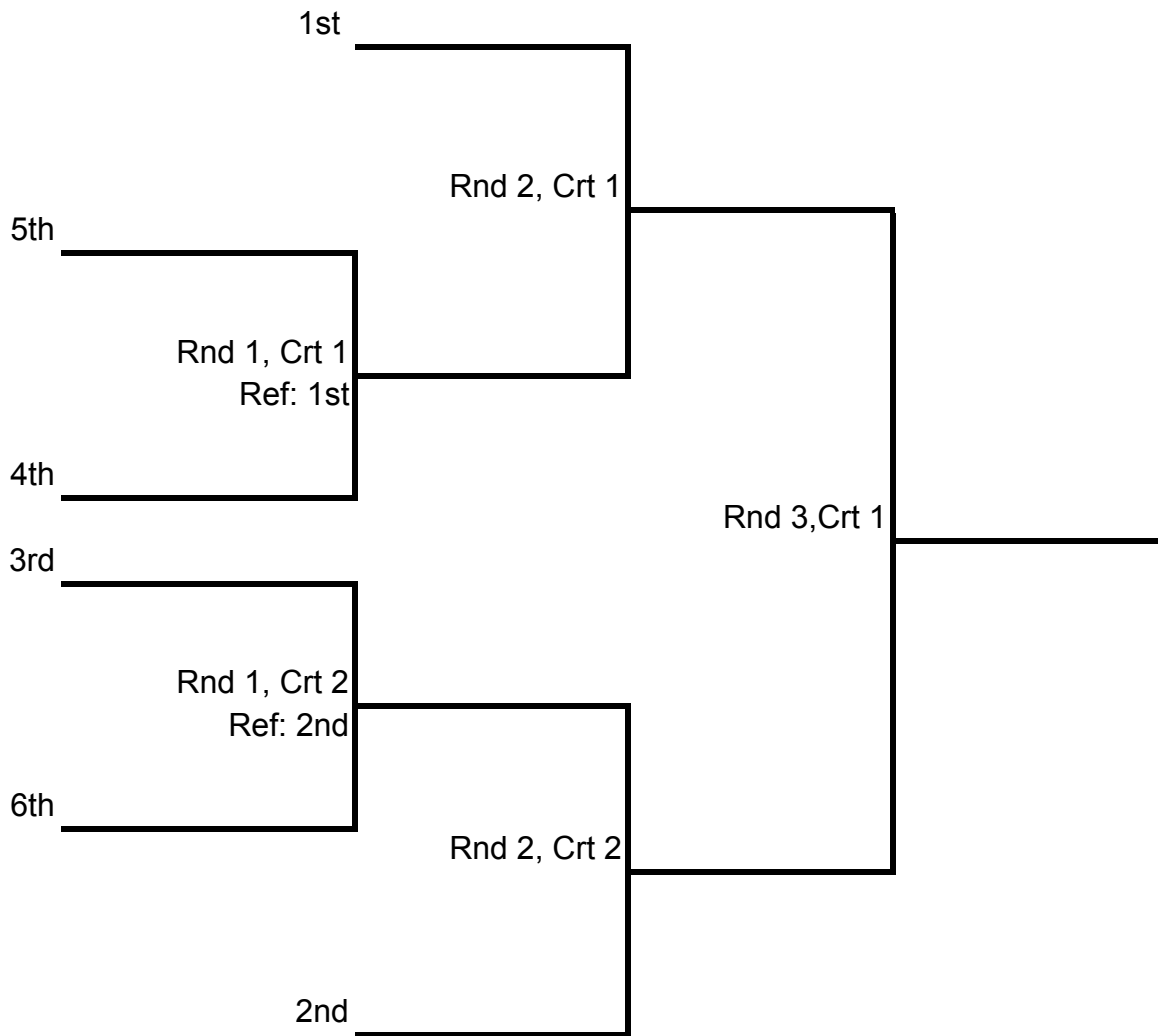 1st
Rnd 2, Crt 1
5th
Rnd 1, Crt 1
Ref: 1st
4th
Rnd 3,Crt 1
3rd
Rnd 1, Crt 2
Ref: 2nd
6th
Rnd 2, Crt 2
2nd